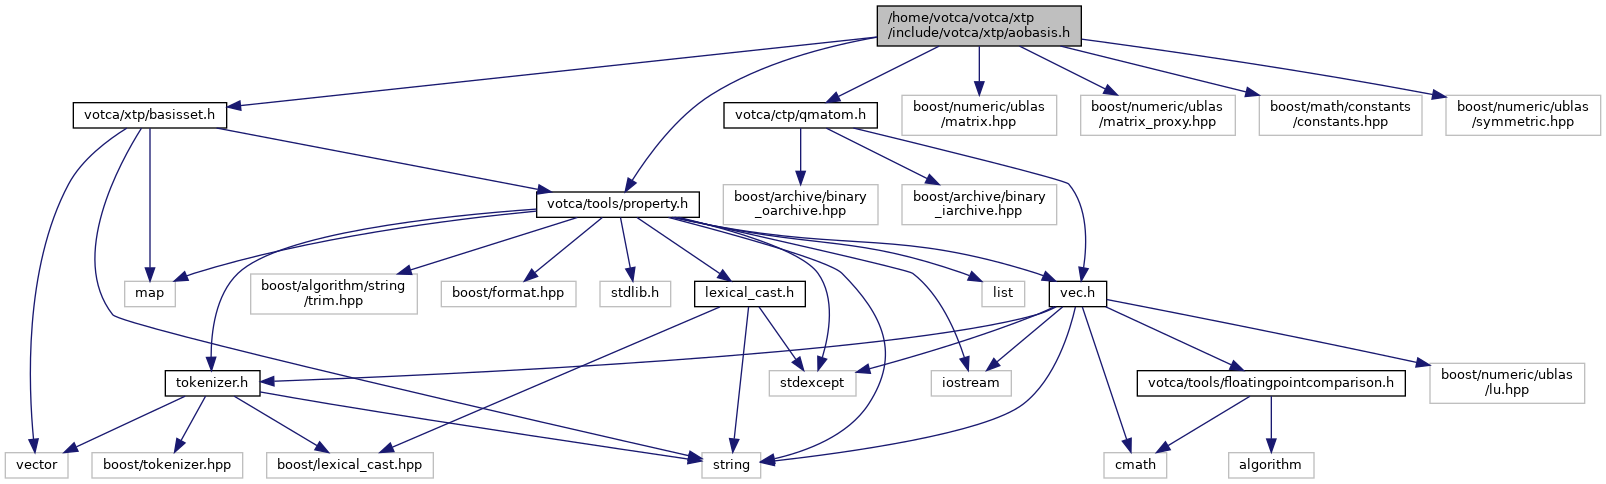 /home/votca/votca/xtp
/include/votca/xtp/aobasis.h
votca/xtp/basisset.h
votca/ctp/qmatom.h
boost/numeric/ublas
/matrix.hpp
boost/numeric/ublas
/matrix_proxy.hpp
boost/math/constants
/constants.hpp
boost/numeric/ublas
/symmetric.hpp
votca/tools/property.h
boost/archive/binary
_oarchive.hpp
boost/archive/binary
_iarchive.hpp
map
boost/algorithm/string
/trim.hpp
boost/format.hpp
stdlib.h
lexical_cast.h
list
vec.h
tokenizer.h
stdexcept
iostream
votca/tools/floatingpointcomparison.h
boost/numeric/ublas
/lu.hpp
vector
boost/tokenizer.hpp
boost/lexical_cast.hpp
string
cmath
algorithm